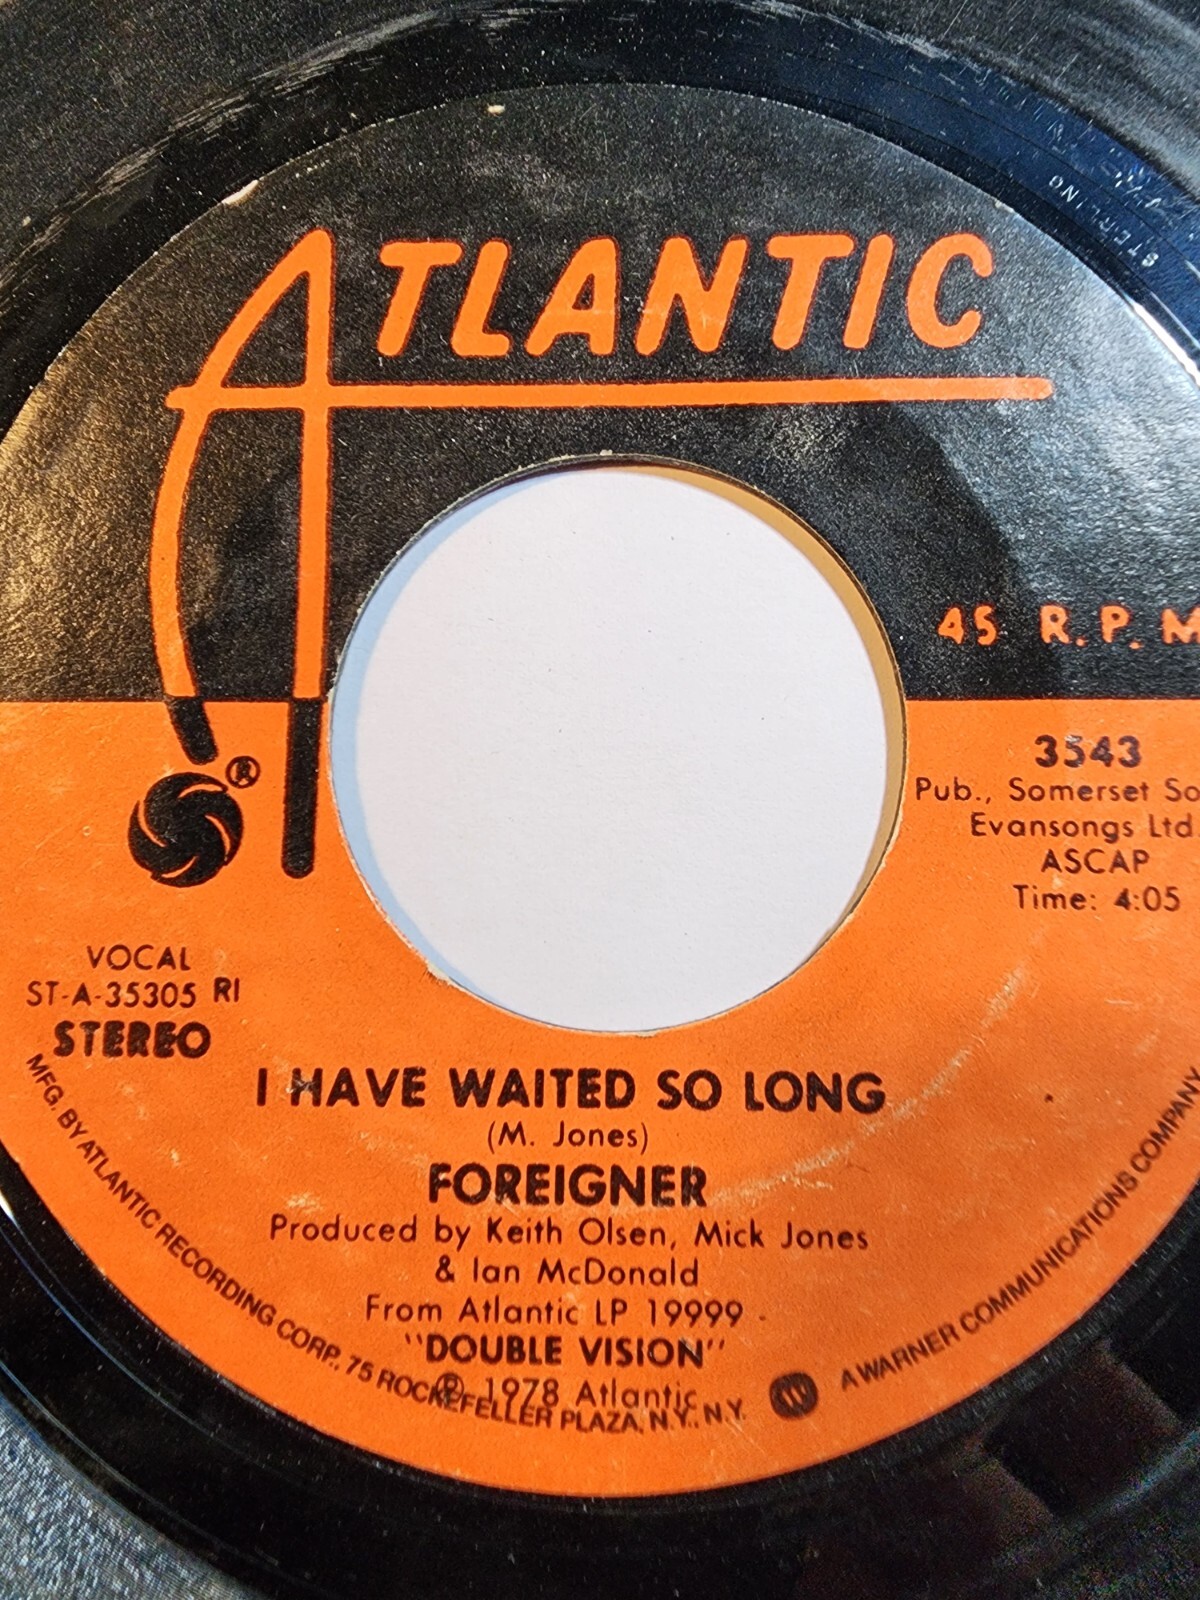 ATLANTIC
45 R.P.M
3543
Pub., Somerset
Evansongs Ltd.
ASCAP
Time: 4:05
®
VOCAL
ST-A-35305 RI
STEREO
I HAVE WAITED SO LONG
(M. Jones)
FOREIGNER
Produced by Keith Olsen, Mick Jones
& Ian McDonald
From Atlantic LP 19999
"DOUBLE VISION"
℗ 1978 Atlantic
MFG. BY ATLANTIC RECORDING CORP., 75 ROCKEFELLER PLAZA, N.Y., N.Y.
A WARNER COMMUNICATIONS COMPANY
STERLING